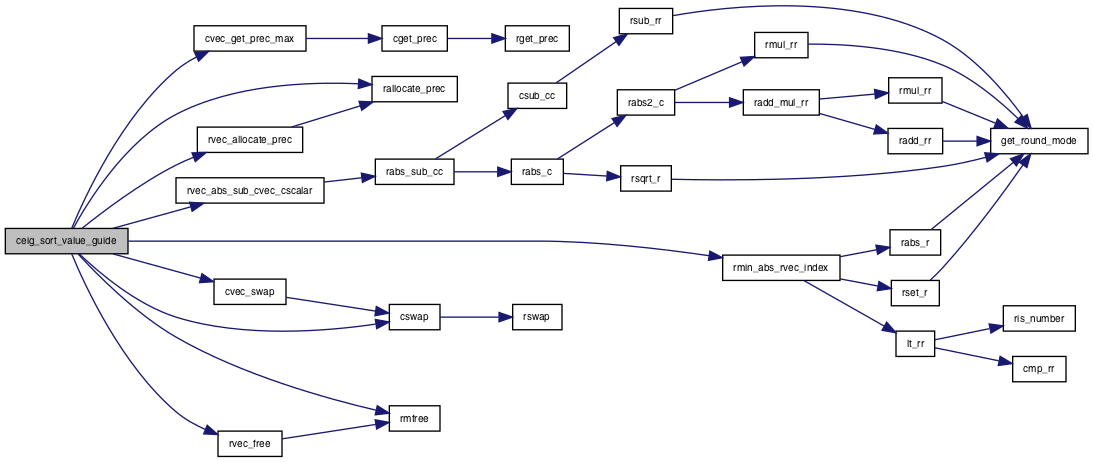 rsub_rr
cvec_get_prec_max
cget_prec
rget_prec
rmul_rr
rallocate_prec
csub_cc
rabs2_c
radd_mul_rr
rmul_rr
rvec_allocate_prec
radd_rr
get_round_mode
rabs_sub_cc
rabs_c
rsqrt_r
rvec_abs_sub_cvec_cscalar
ceig_sort_value_guide
rabs_r
rmin_abs_rvec_index
cvec_swap
rset_r
cswap
rswap
ris_number
lt_rr
cmp_rr
rmfree
rvec_free